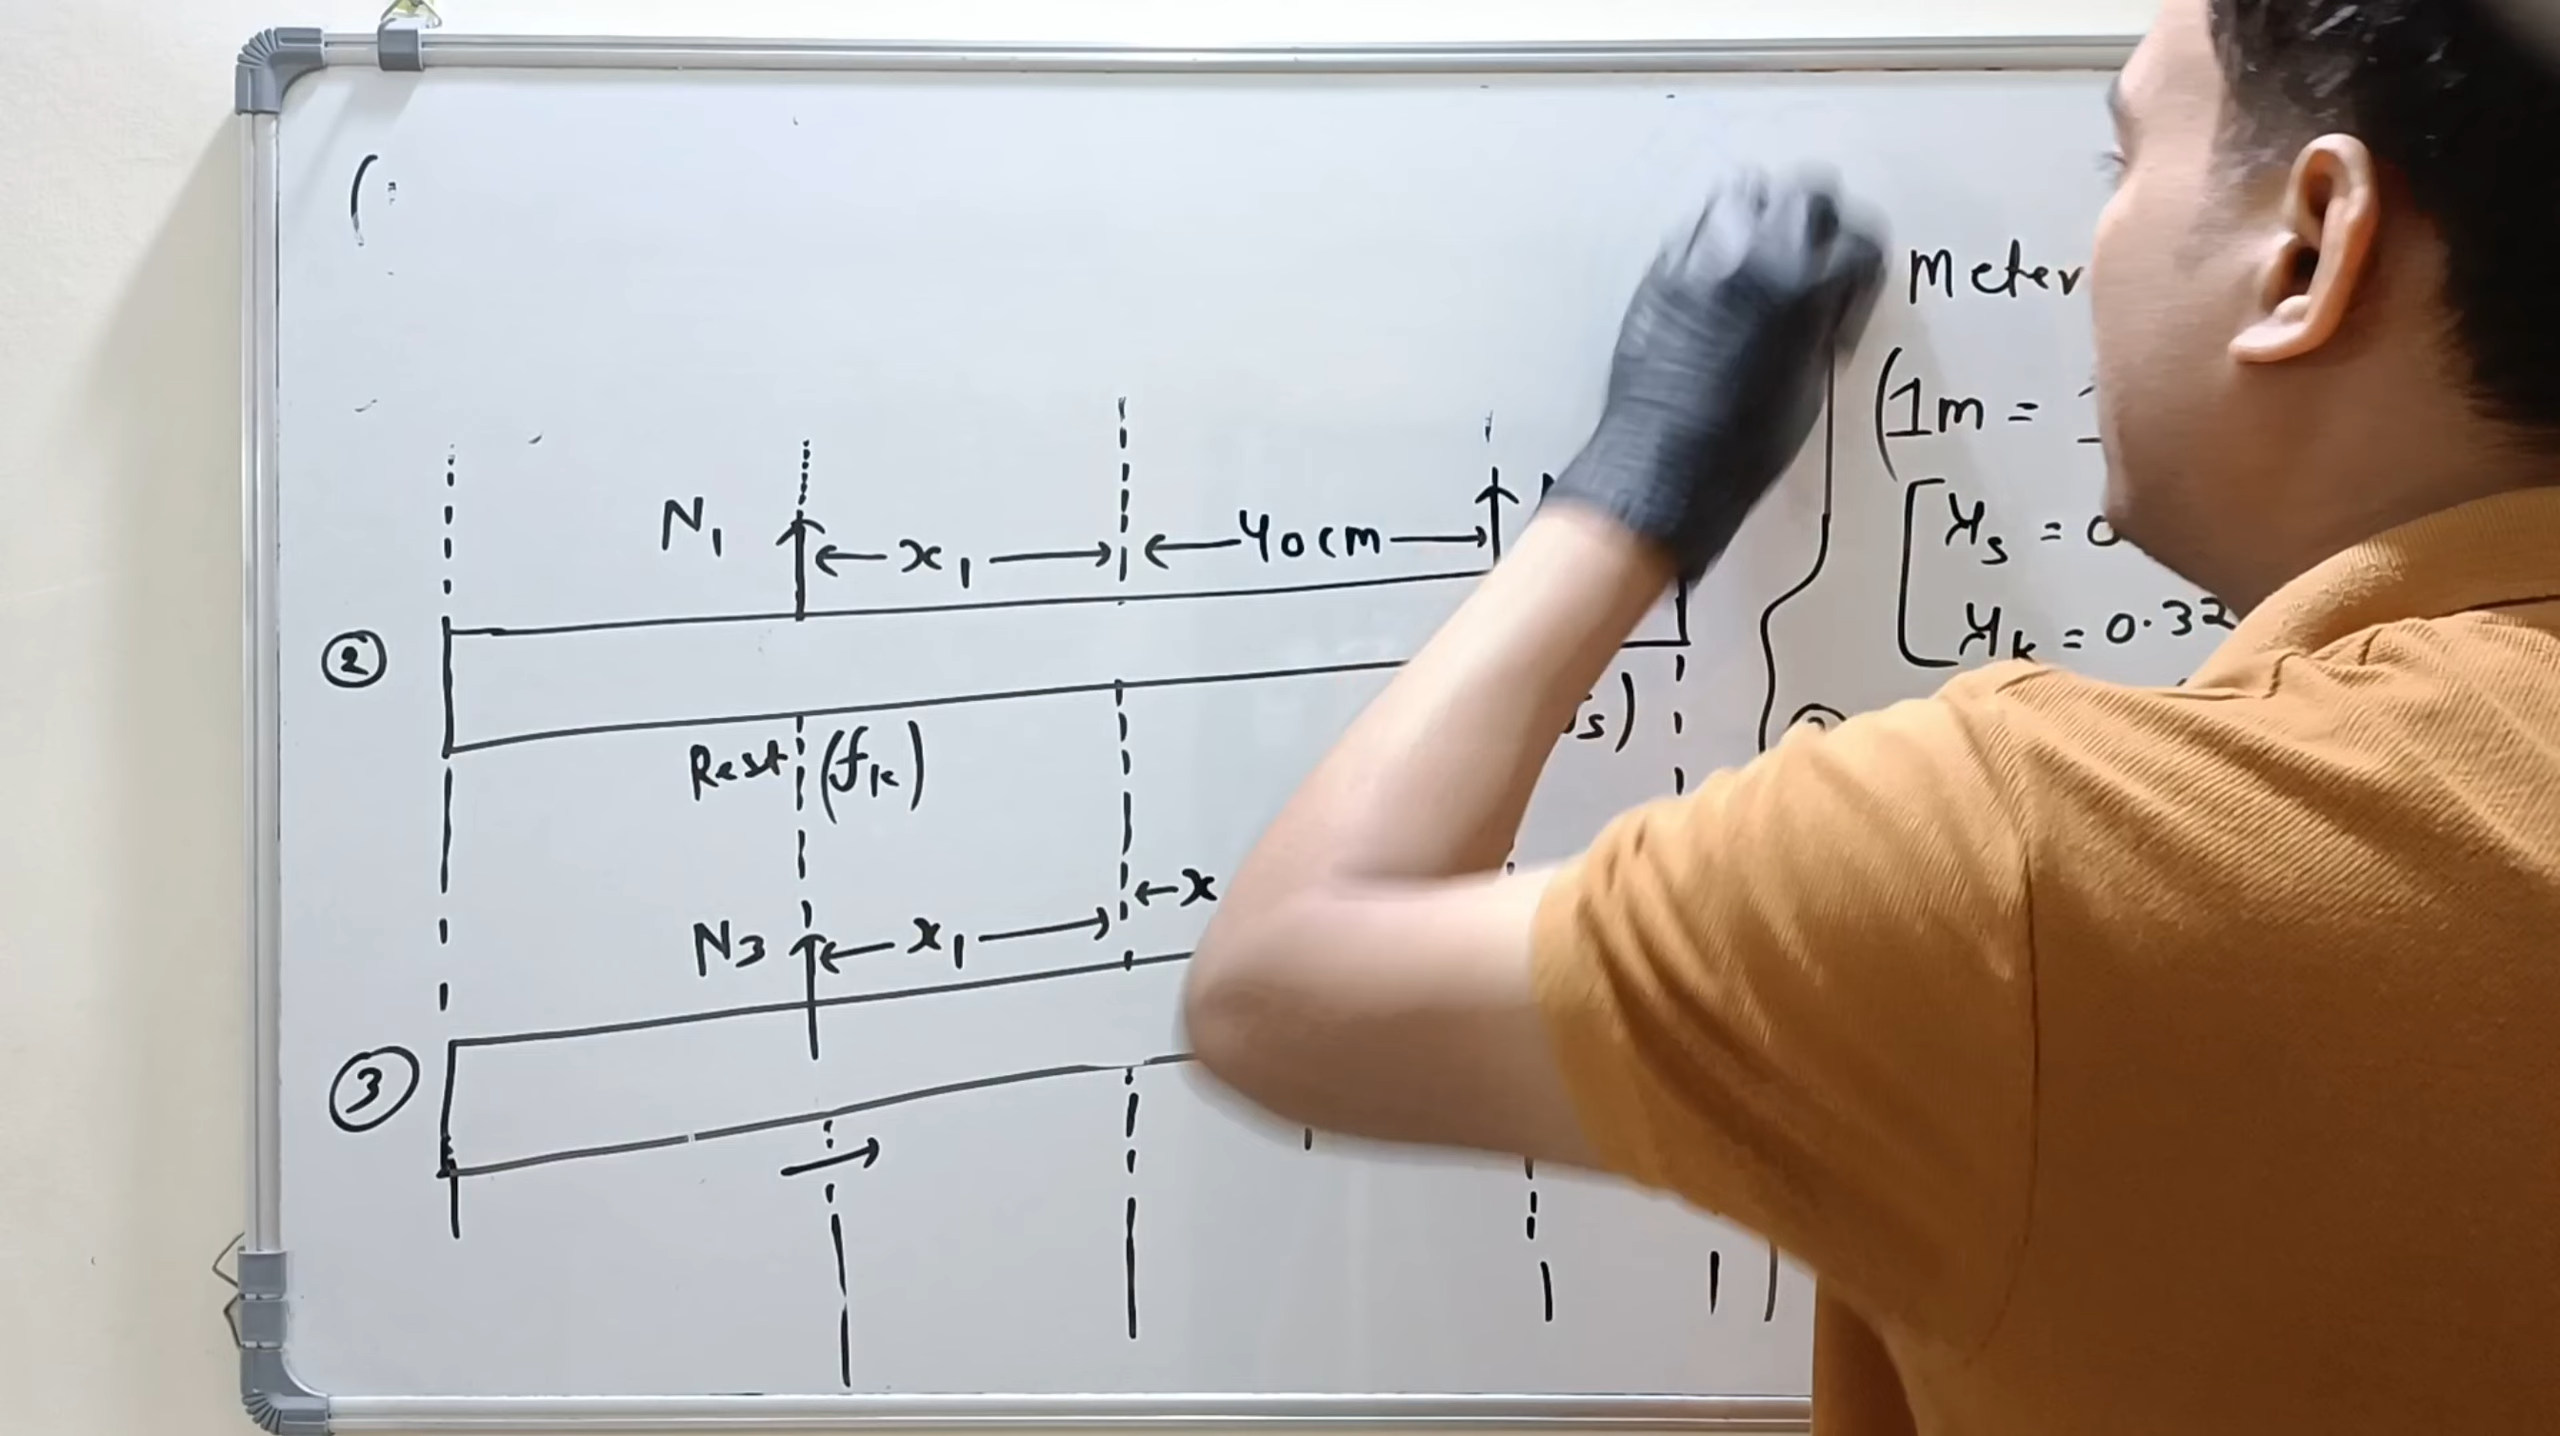 N₁ x₁ 40cm
②
Rest (fₖ)
x
N₃ x₁
③
Meter
(1m =
μₛ = 0
μₖ = 0.32